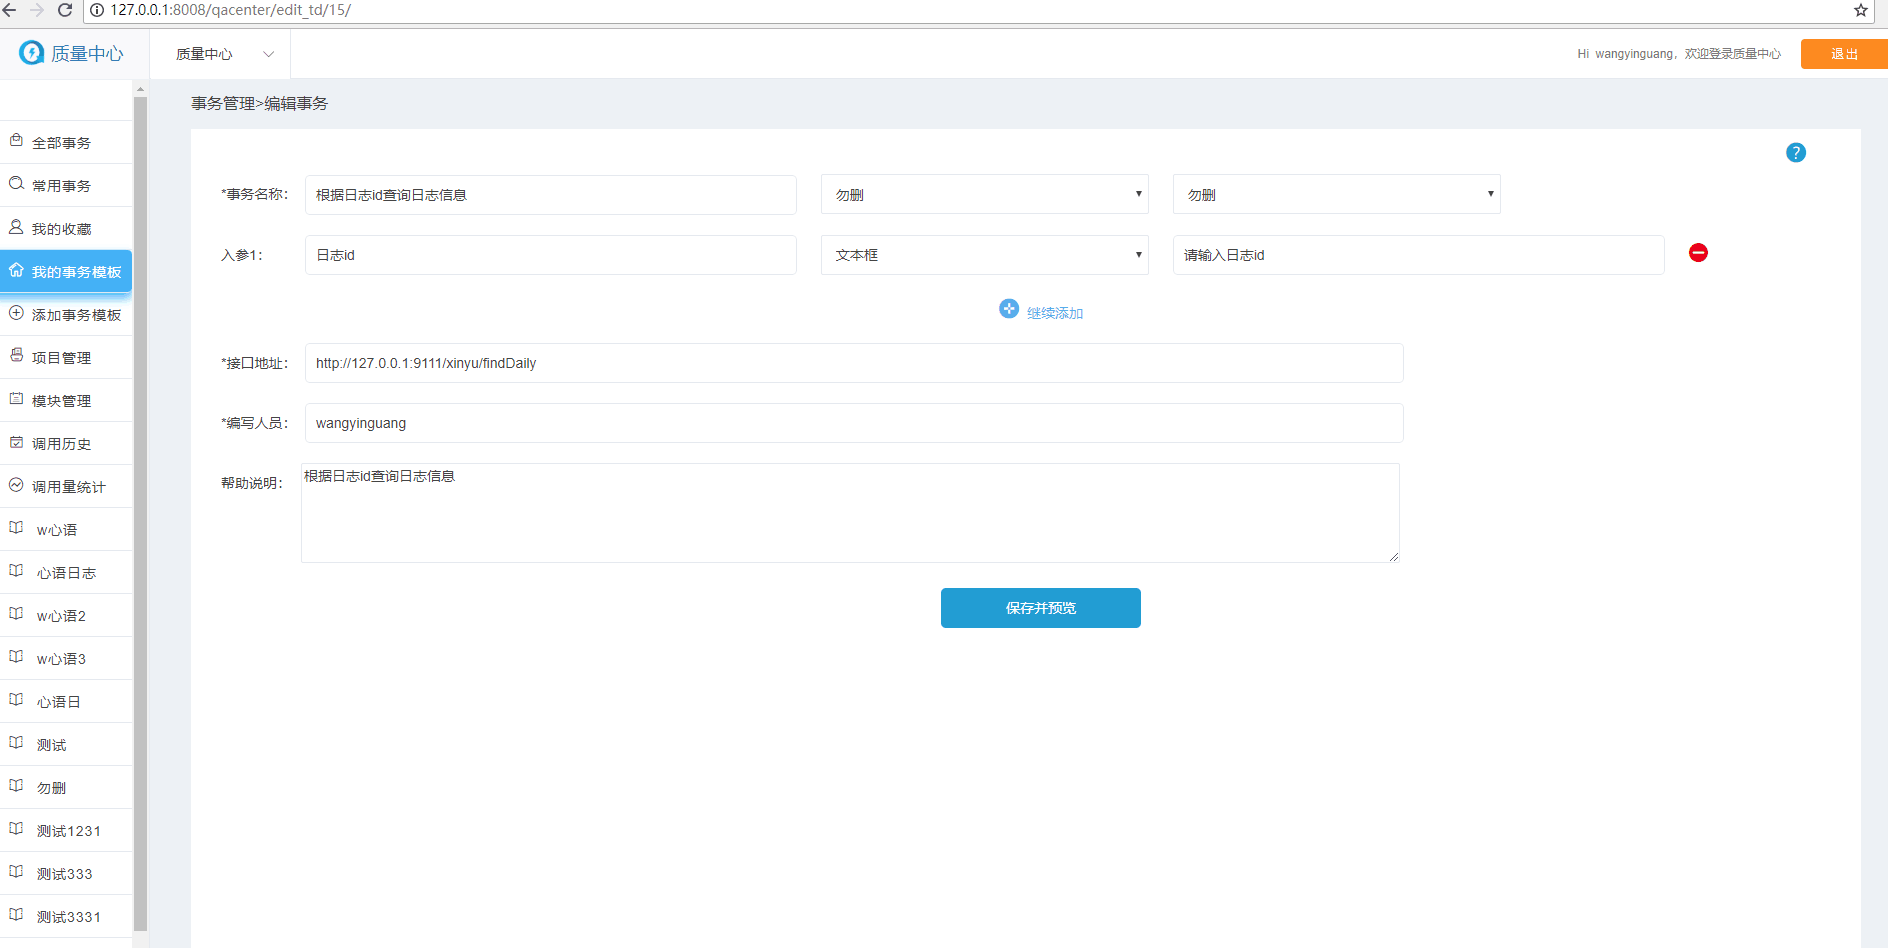 127.0.0.1:8008/qacenter/edit_td/15/
质量中心
质量中心
Hi wangyinguang，欢迎登录质量中心
退出
事务管理>编辑事务
全部事务
常用事务
我的收藏
我的事务模板
添加事务模板
项目管理
模块管理
调用历史
调用量统计
w心语
心语日志
w心语2
w心语3
心语日
测试
勿删
测试1231
测试333
测试3331
?
*事务名称： 根据日志id查询日志信息 勿删 勿删
入参1： 日志id 文本框 请输入日志id
继续添加
*接口地址： http://127.0.0.1:9111/xinyu/findDaily
*编写人员： wangyinguang
帮助说明： 根据日志id查询日志信息
保存并预览